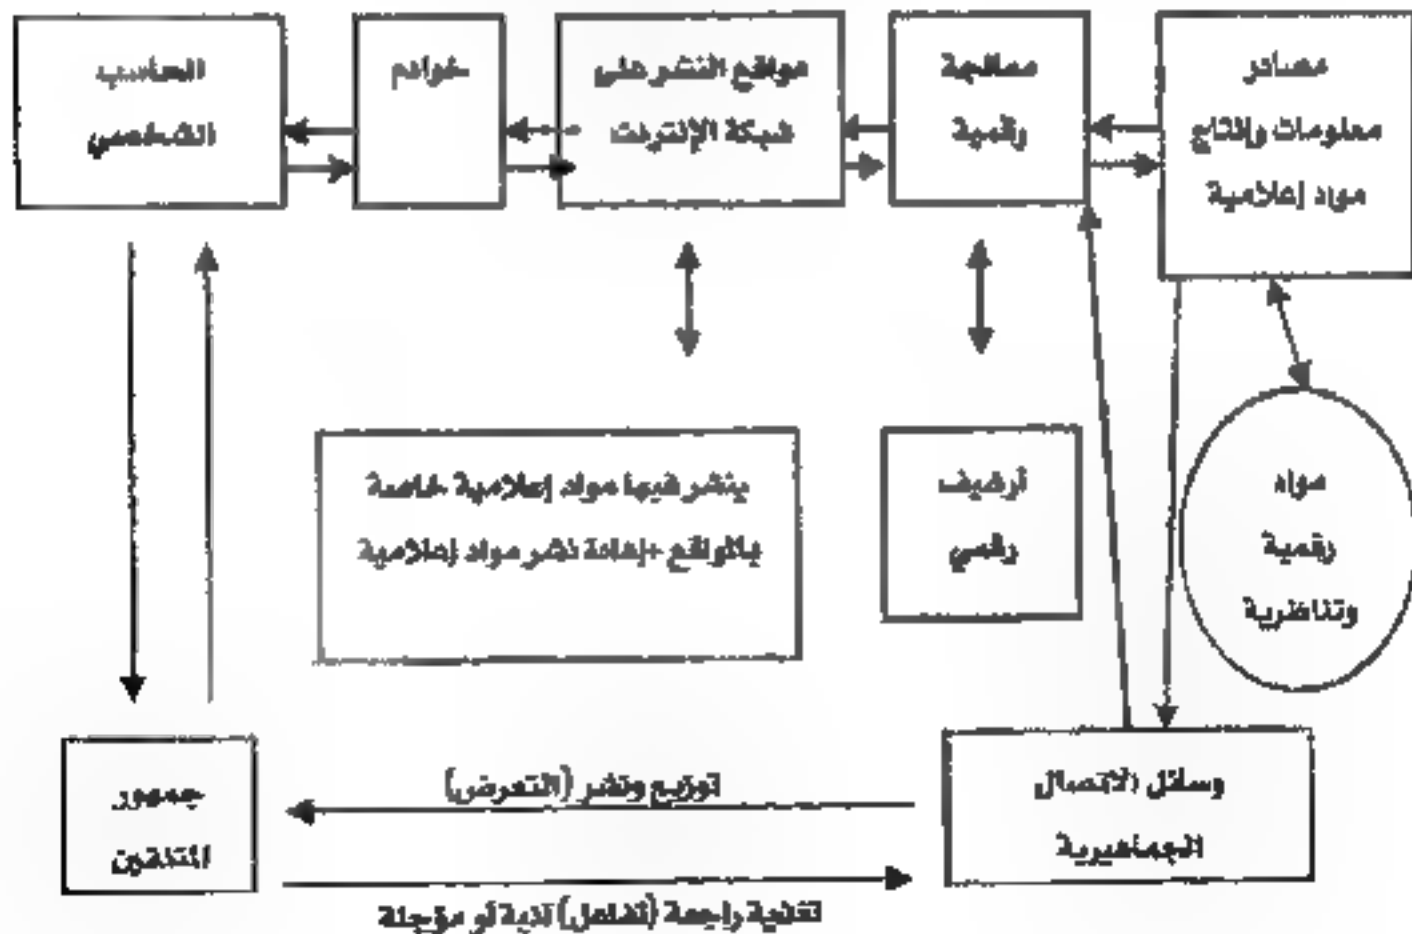 مصادر
معلومات وإنتاج
مواد إعلامية
معالجة
رقمية
مواقع النشر على
شبكة الإنترنت
خوادم
الحاسب
الشخصي
مواد
رقمية
وتناظرية
أرشيف
رقمي
ينشر فيها مواد إعلامية خاصة
بالمواقع +إعادة نشر مواد إعلامية
وسائل الاتصال
الجماهيرية
توزيع ونشر (التعرض)
جمهور
المتلقين
تغذية راجعة (تفاعل) آنية أو مؤجلة